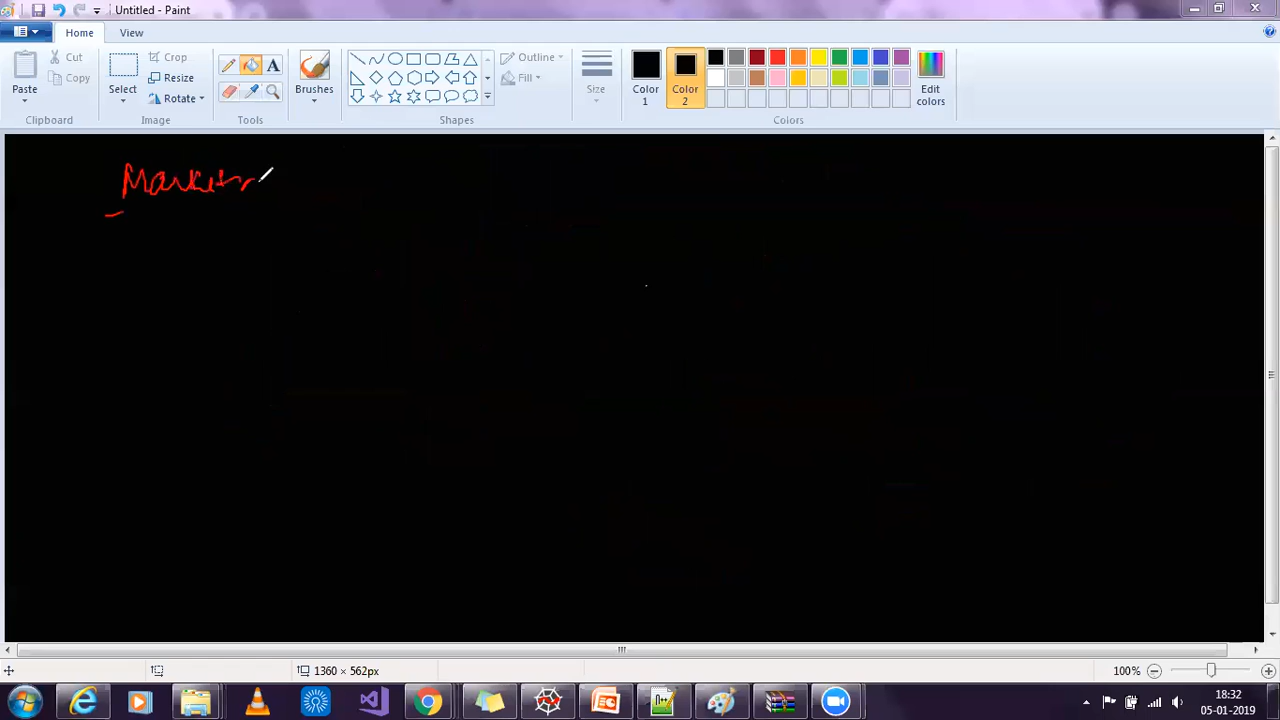 Untitled - Paint
Home View
Cut Crop Outline
Copy Resize Fill
Paste Select Rotate Brushes Size Color 1 Color 2 Edit colors
Clipboard Image Tools Shapes Colors
1360 × 562px 100%
18:32
05-01-2019